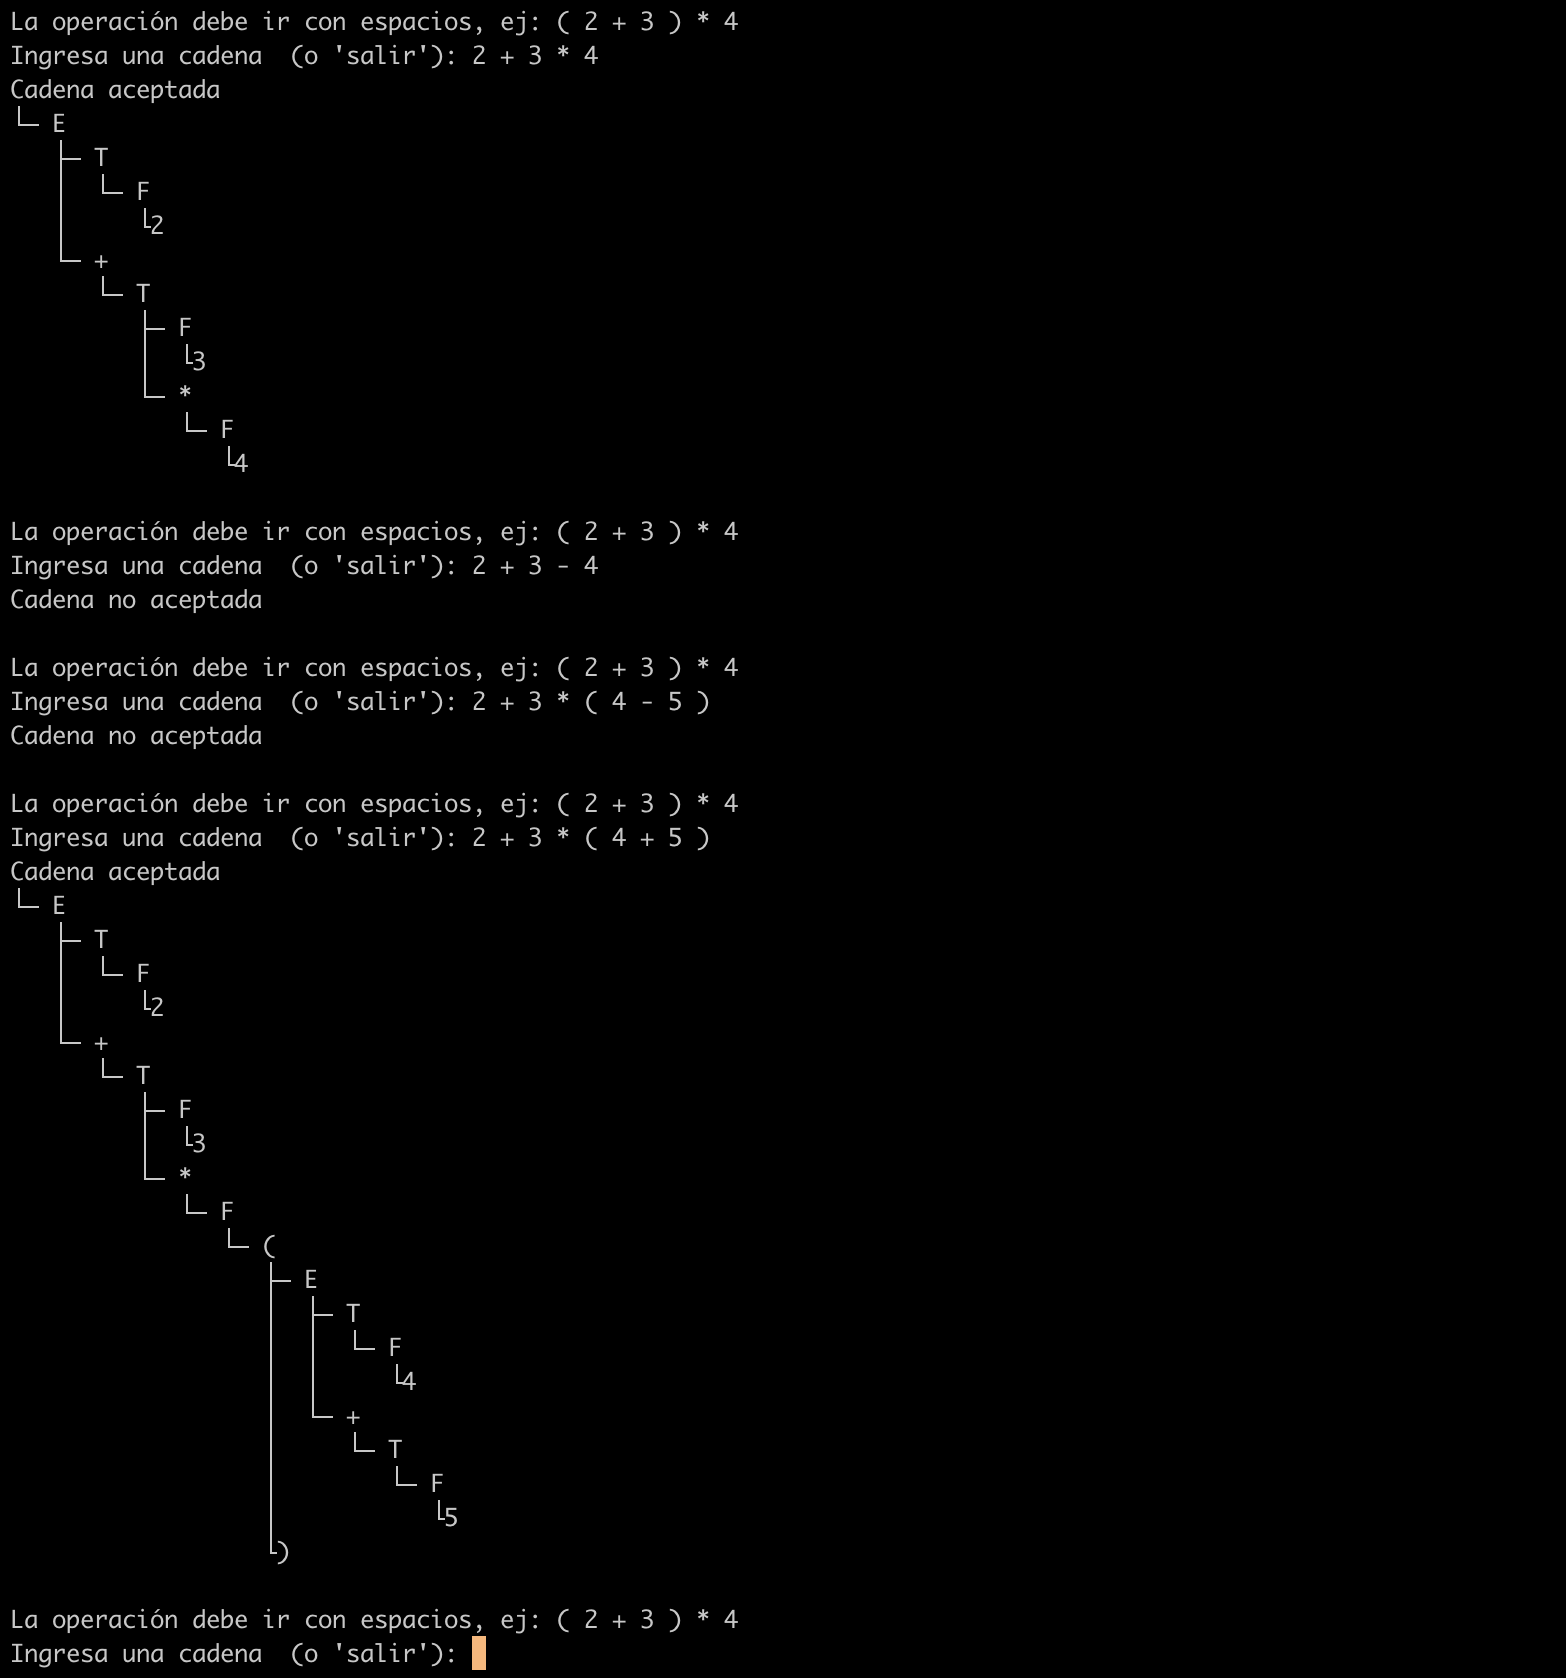 La operación debe ir con espacios, ej: ( 2 + 3 ) * 4
Ingresa una cadena  (o 'salir'): 2 + 3 * 4
Cadena aceptada
└─ E
   ├─ T
   │  └─ F
   │     └2
   └─ +
      └─ T
         ├─ F
         │  └3
         └─ *
            └─ F
               └4

La operación debe ir con espacios, ej: ( 2 + 3 ) * 4
Ingresa una cadena  (o 'salir'): 2 + 3 - 4
Cadena no aceptada

La operación debe ir con espacios, ej: ( 2 + 3 ) * 4
Ingresa una cadena  (o 'salir'): 2 + 3 * ( 4 - 5 )
Cadena no aceptada

La operación debe ir con espacios, ej: ( 2 + 3 ) * 4
Ingresa una cadena  (o 'salir'): 2 + 3 * ( 4 + 5 )
Cadena aceptada
└─ E
   ├─ T
   │  └─ F
   │     └2
   └─ +
      └─ T
         ├─ F
         │  └3
         └─ *
            └─ F
               └─ (
                  ├─ E
                  │  ├─ T
                  │  │  └─ F
                  │  │     └4
                  │  └─ +
                  │     └─ T
                  │        └─ F
                  │           └5
                  └)

La operación debe ir con espacios, ej: ( 2 + 3 ) * 4
Ingresa una cadena  (o 'salir'):